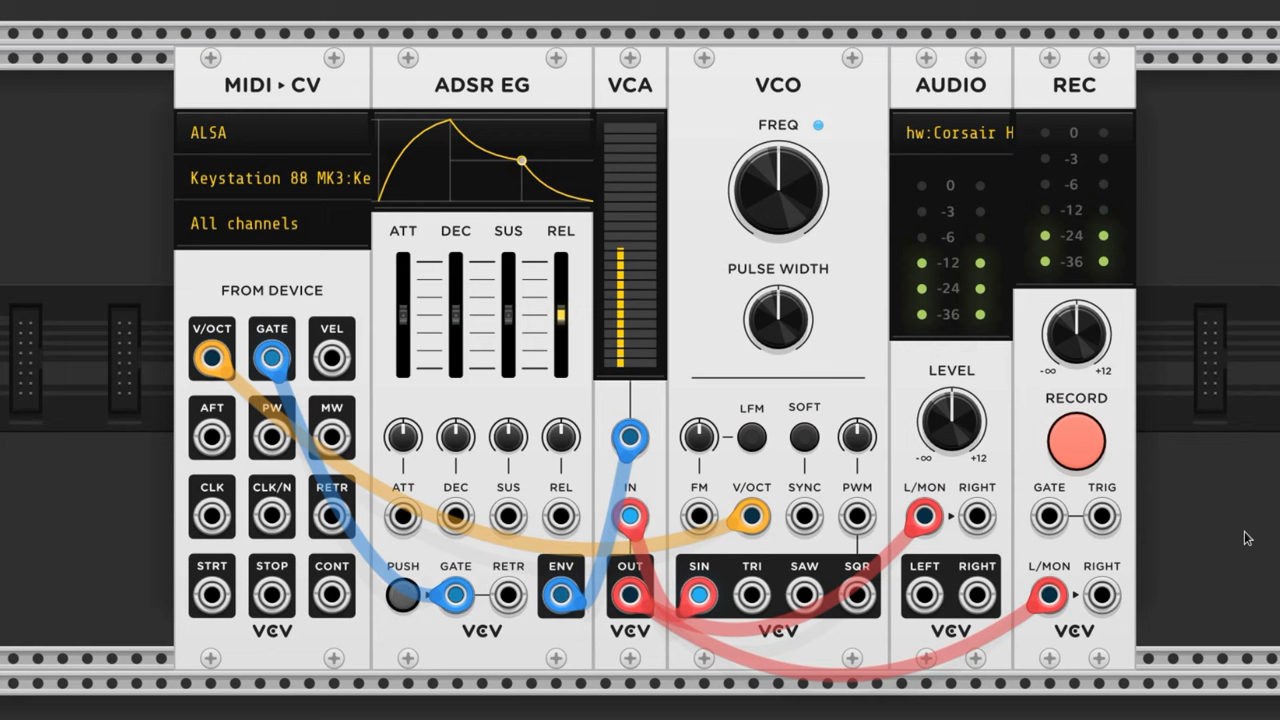 MIDI ▸ CV
ALSA
Keystation 88 MK3:Ke
All channels
FROM DEVICE
V/OCT GATE VEL
AFT PW MW
CLK CLK/N RETR
STRT STOP CONT
VCV
ADSR EG
ATT DEC SUS REL
ATT DEC SUS REL
PUSH GATE RETR ENV
VCV
VCA
IN
OUT
VCV
VCO
FREQ
PULSE WIDTH
LFM SOFT
FM V/OCT SYNC PWM
SIN TRI SAW SQR
VCV
AUDIO
hw:Corsair H
0
-3
-6
-12
-24
-36
LEVEL
-∞ +12
L/MON RIGHT
LEFT RIGHT
VCV
REC
0
-3
-6
-12
-24
-36
-∞ +12
RECORD
GATE TRIG
L/MON RIGHT
VCV